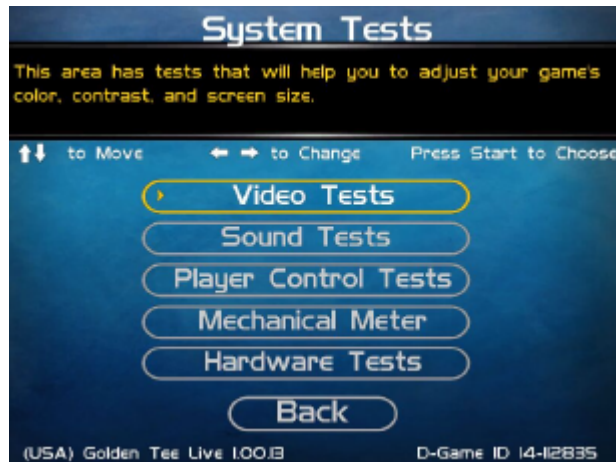 System Tests
This area has tests that will help you to adjust your game's
color, contrast, and screen size.
to Move to Change Press Start to Choose
Video Tests
Sound Tests
Player Control Tests
Mechanical Meter
Hardware Tests
Back
(USA) Golden Tee Live 1.00.13 D-Game ID 14-112835